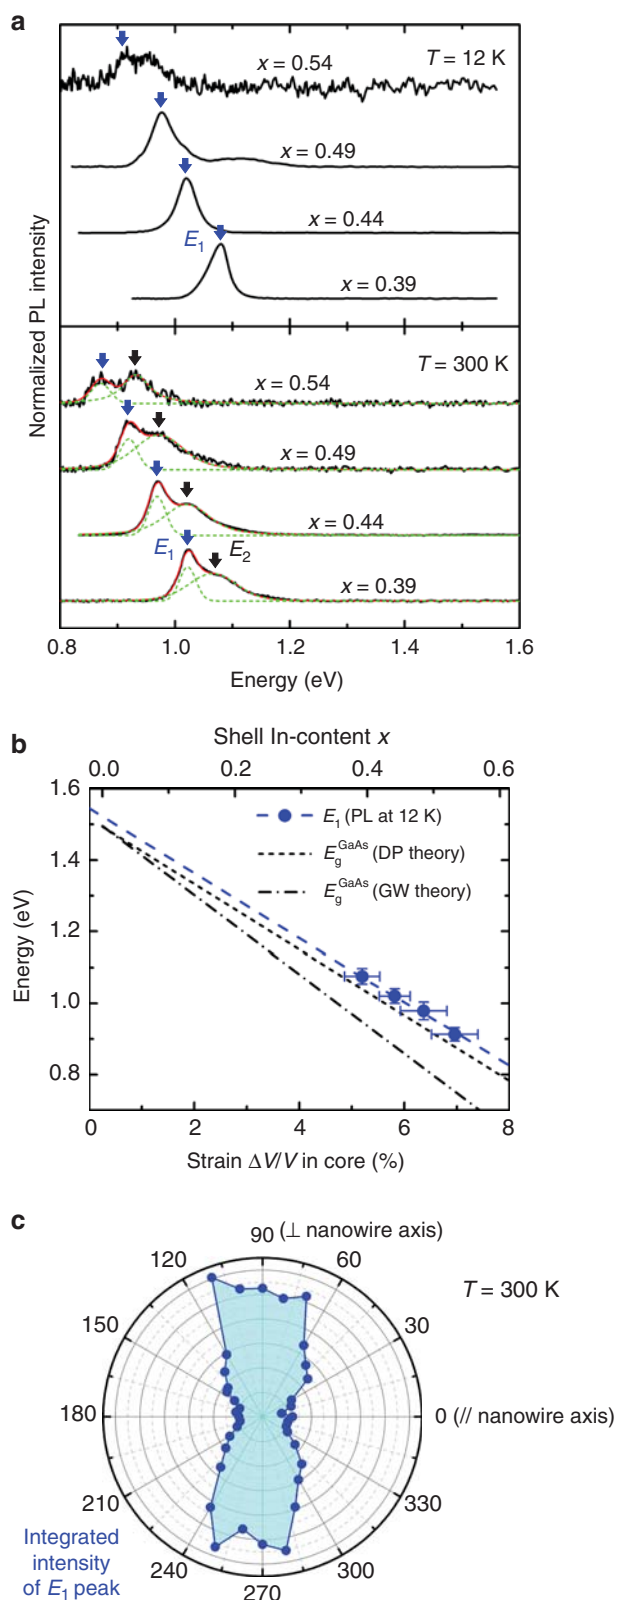 a
T = 12 K
x = 0.54
x = 0.49
x = 0.44
E1
x = 0.39
Normalized PL intensity
T = 300 K
x = 0.54
x = 0.49
x = 0.44
E1
E2
x = 0.39
0.8 1.0 1.2 1.4 1.6
Energy (eV)
b
Shell In-content x
0.0 0.2 0.4 0.6
1.6
1.4
1.2
1.0
0.8
Energy (eV)
E1 (PL at 12 K)
EgGaAs (DP theory)
EgGaAs (GW theory)
0 2 4 6 8
Strain ΔV/V in core (%)
c
90 (⊥ nanowire axis)
120
60
T = 300 K
150
30
180
0 (// nanowire axis)
210
330
240
300
270
Integrated
intensity
of E1 peak